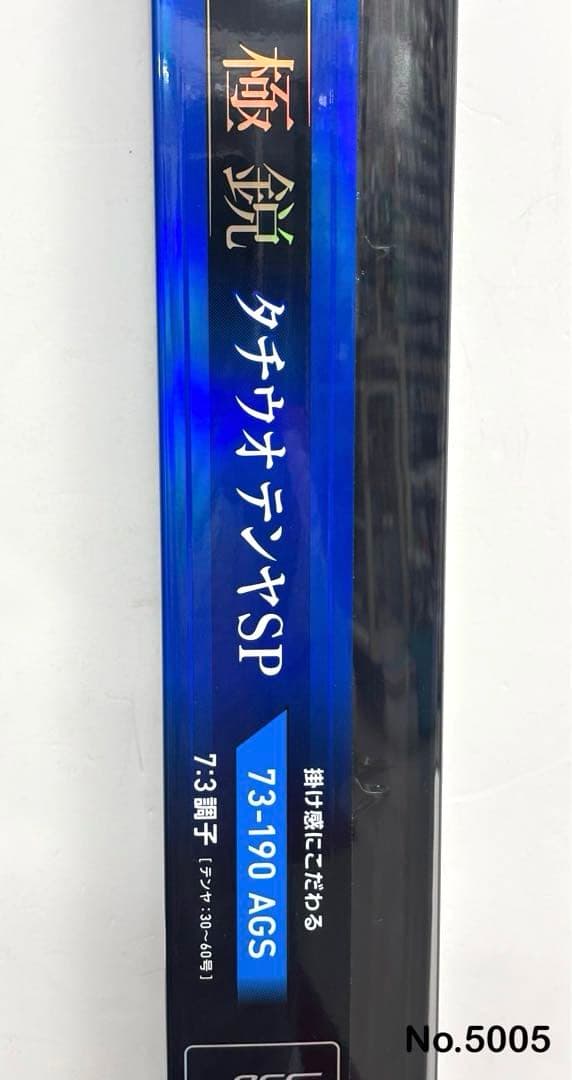 極鋭 タチウオテンヤSP
掛け感にこだわる
73-190 AGS
7:3調子 [テンヤ:30~60号]
No.5005